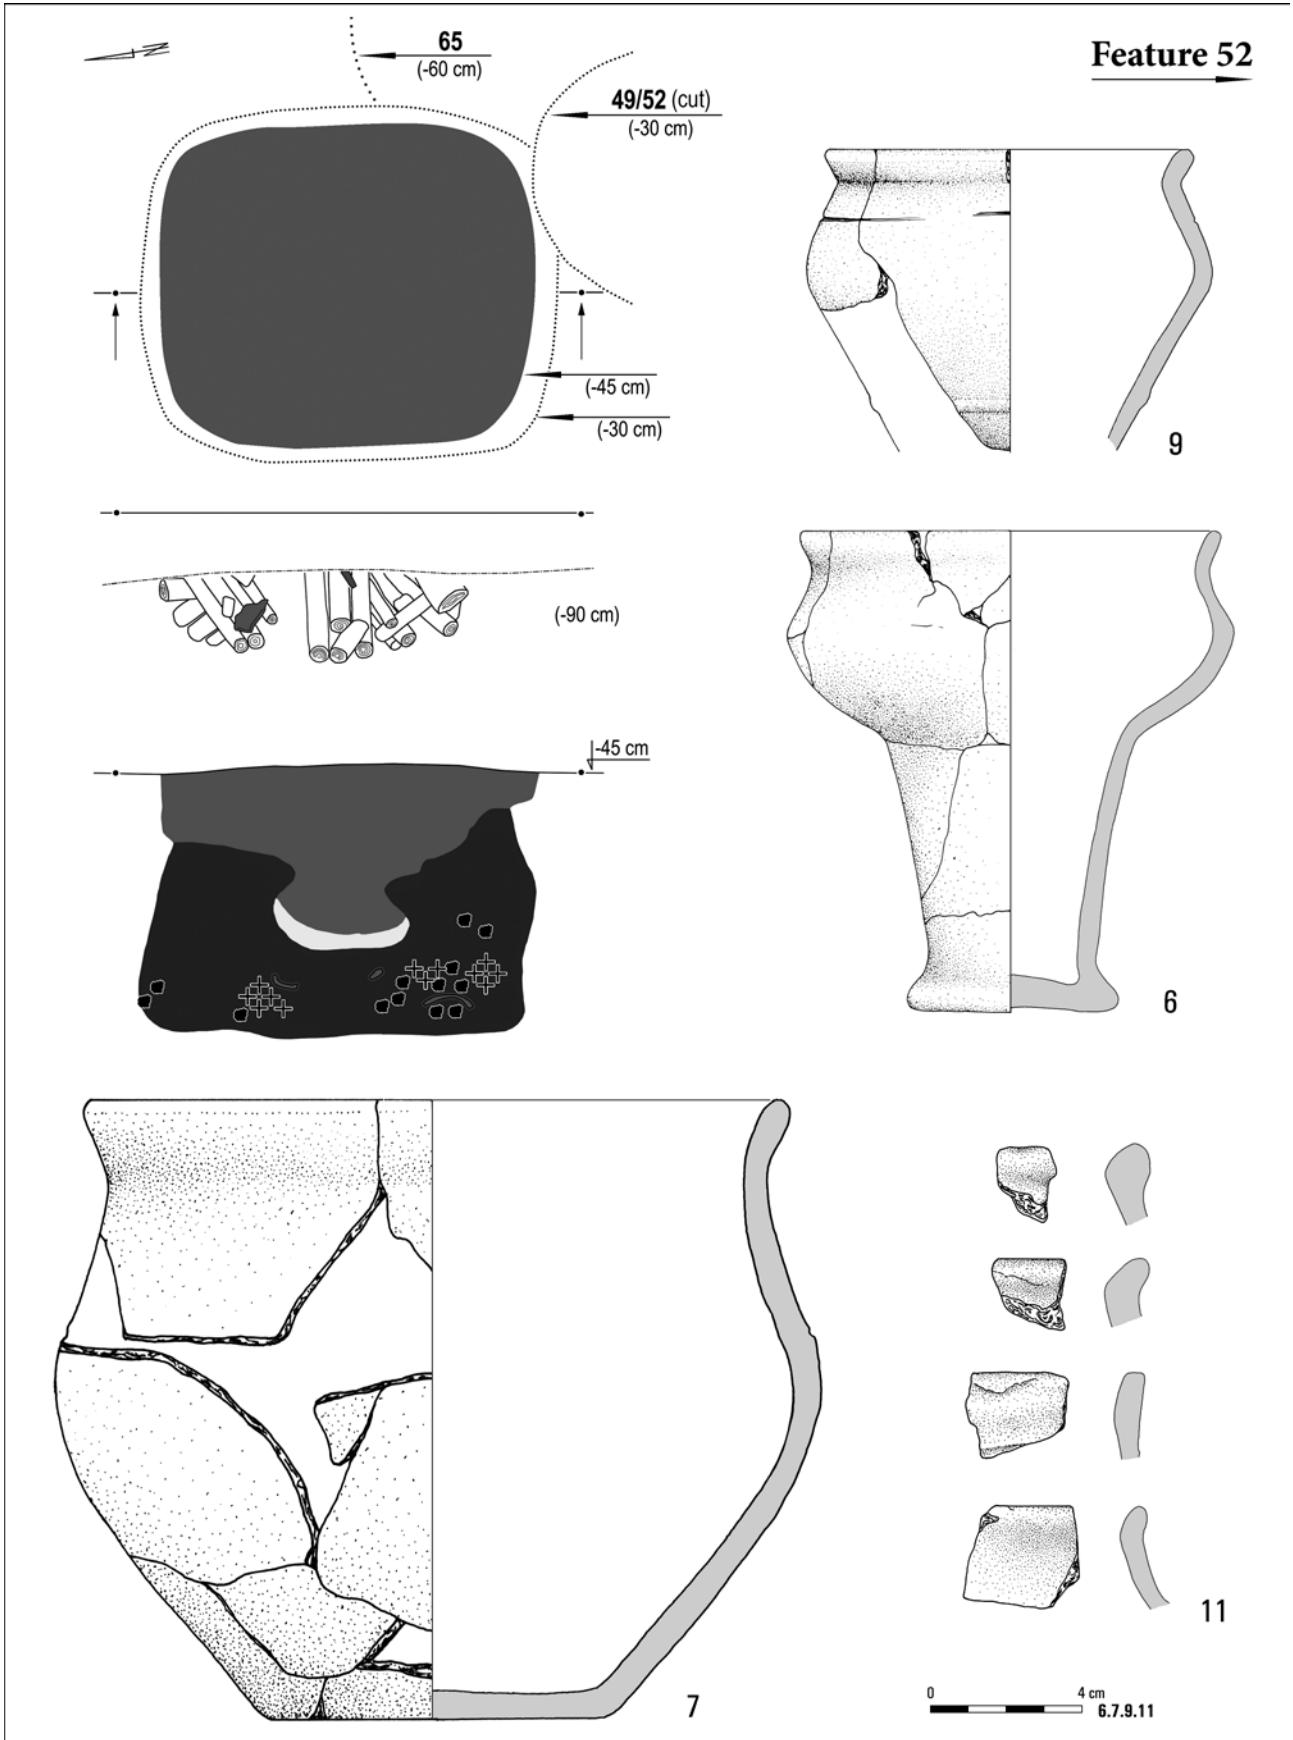 N
65
(-60 cm)
Feature 52
49/52 (cut)
(-30 cm)
(-45 cm)
(-30 cm)
9
(-90 cm)
-45 cm
6
7
11
0 4 cm
6.7.9.11